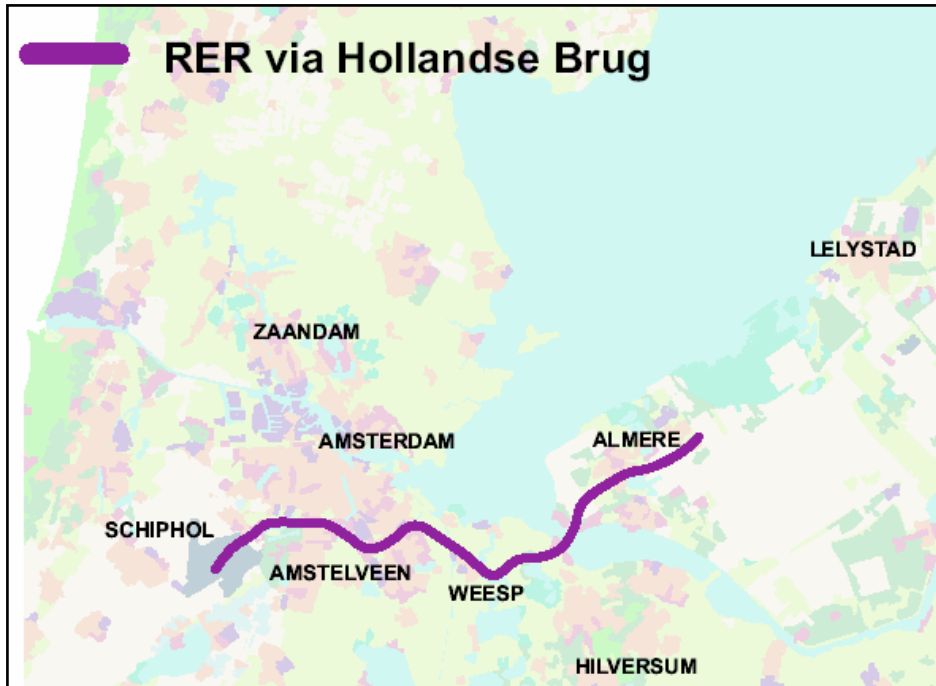 RER via Hollandse Brug
LELYSTAD
ZAANDAM
AMSTERDAM
ALMERE
SCHIPHOL
AMSTELVEEN
WEESP
HILVERSUM